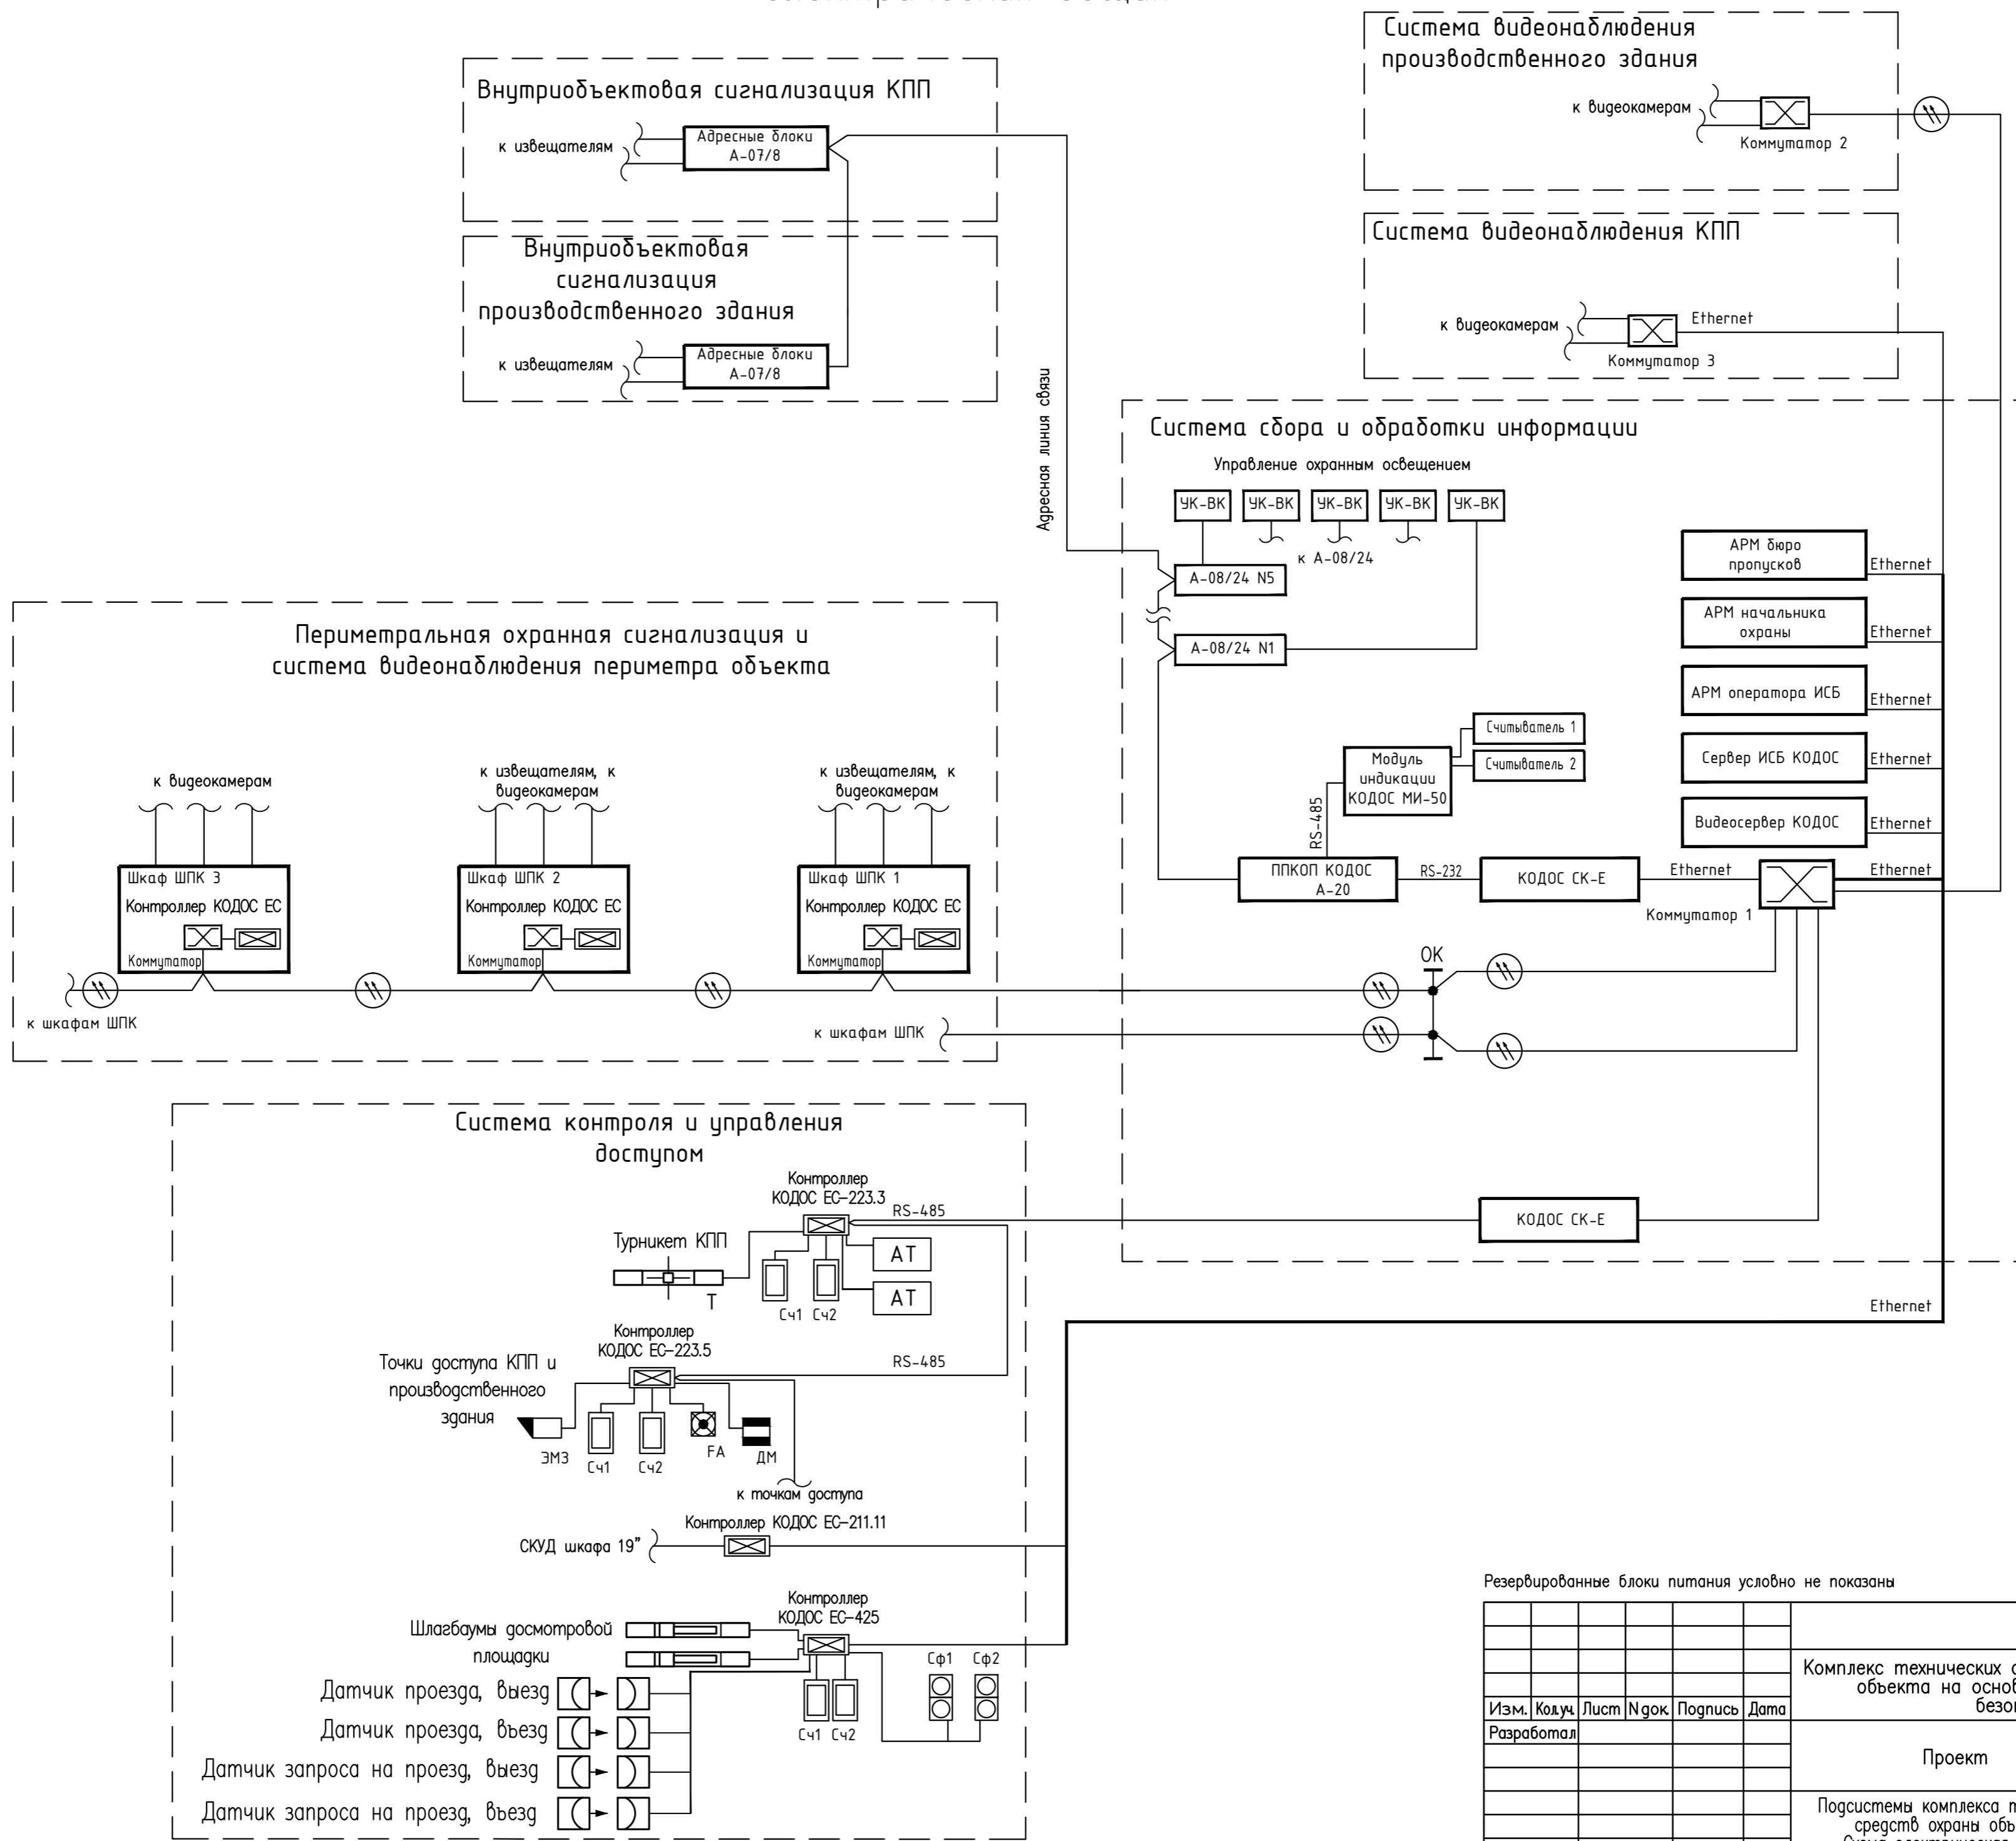 Внутриобъектовая сигнализация КПП
к извещателям
Адресные блоки
А-07/8
Внутриобъектовая
сигнализация
производственного здания
к извещателям
Адресные блоки
А-07/8
Адресная линия связи
Система видеонаблюдения
производственного здания
к видеокамерам
Коммутатор 2
Система видеонаблюдения КПП
к видеокамерам
Ethernet
Коммутатор 3
Система сбора и обработки информации
Управление охранным освещением
УК-ВК УК-ВК УК-ВК УК-ВК УК-ВК
к А-08/24
А-08/24 N5
А-08/24 N1
АРМ бюро
пропусков
Ethernet
АРМ начальника
охраны
Ethernet
АРМ оператора ИСБ
Ethernet
Сервер ИСБ КОДОС
Ethernet
Видеосервер КОДОС
Ethernet
Считыватель 1
Считыватель 2
Модуль
индикации
КОДОС МИ-50
RS-485
ППКОП КОДОС
А-20
RS-232
КОДОС СК-Е
Ethernet
Коммутатор 1
Ethernet
ОК
КОДОС СК-Е
Ethernet
Периметральная охранная сигнализация и
система видеонаблюдения периметра объекта
к видеокамерам
Шкаф ШПК 3
Контроллер КОДОС ЕС
Коммутатор
к извещателям, к
видеокамерам
Шкаф ШПК 2
Контроллер КОДОС ЕС
Коммутатор
к извещателям, к
видеокамерам
Шкаф ШПК 1
Контроллер КОДОС ЕС
Коммутатор
к шкафам ШПК
к шкафам ШПК
Система контроля и управления
доступом
Контроллер
КОДОС ЕС-223.3
RS-485
Турникет КПП
Т
Сч1 Сч2
АТ
АТ
Контроллер
КОДОС ЕС-223.5
RS-485
Точки доступа КПП и
производственного
здания
ЭМЗ
Сч1
Сч2
FA
ДМ
к точкам доступа
Контроллер КОДОС ЕС-211.11
СКУД шкафа 19"
Контроллер
КОДОС ЕС-425
Шлагбаумы досмотровой
площадки
Сф1 Сф2
Сч1 Сч2
Датчик проезда, выезд
Датчик проезда, въезд
Датчик запроса на проезд, выезд
Датчик запроса на проезд, въезд
Резервированные блоки питания условно не показаны
Комплекс технических
объекта на
Изм. Кол.уч. Лист Nдок. Подпись Дата
Разработал
Проект
Подсистемы комплекса
средств охраны